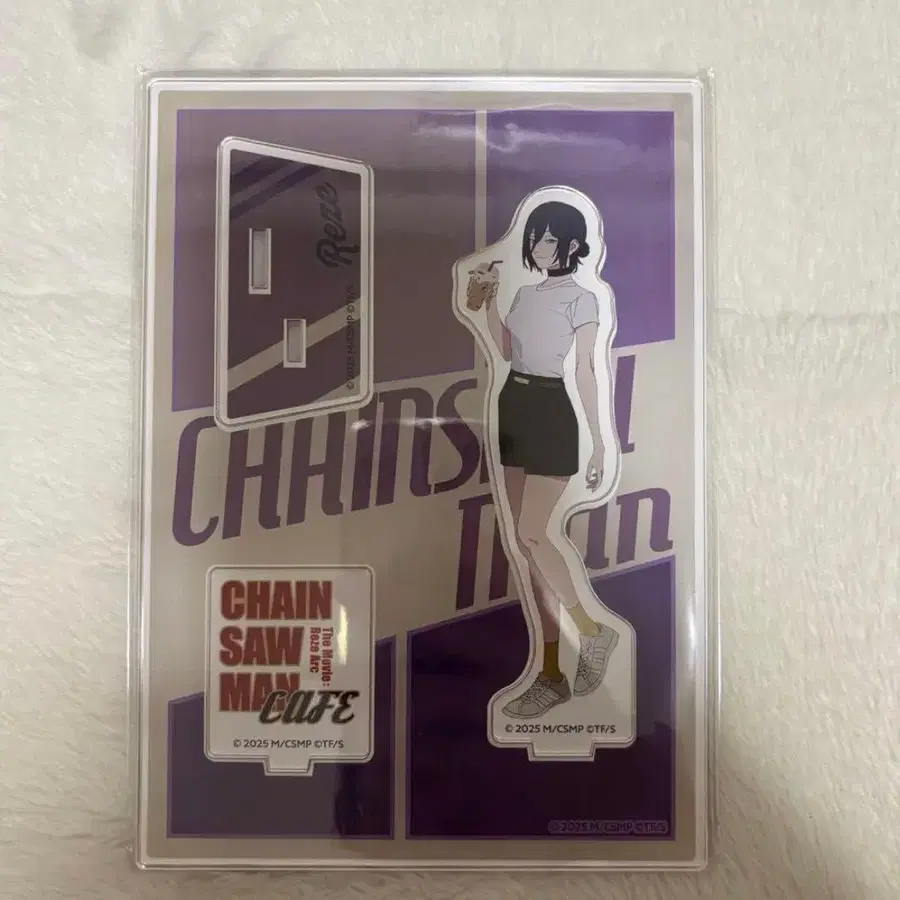 Reze
© 2025 M/CSMP ©TF/S
CHAINSAW
Man
CHAIN
SAW
MAN
The Movie:
Reze Arc
CAFE
© 2025 M/CSMP ©TF/S
© 2025 M/CSMP ©TF/S
© 2025 M/CSMP ©TF/S